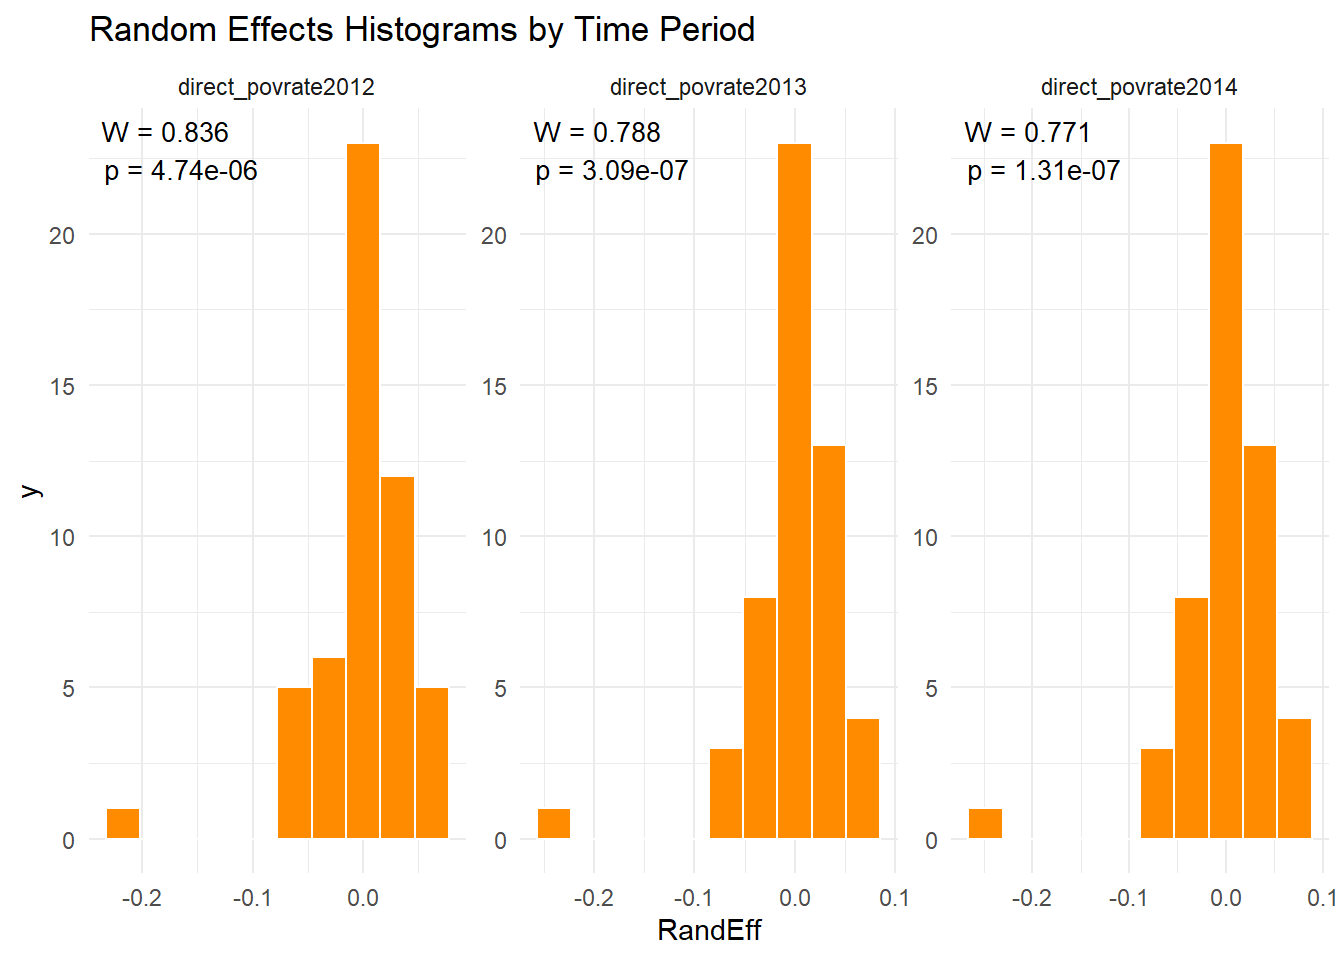 Random Effects Histograms by Time Period
direct_povrate2012 direct_povrate2013 direct_povrate2014
W = 0.836 W = 0.788 W = 0.771
p = 4.74e-06 p = 3.09e-07 p = 1.31e-07
20 20 20
15 15 15
y
10 10 10
5 5 5
0 0 0
-0.2 -0.1 0.0 -0.2 -0.1 0.0 0.1 -0.2 -0.1 0.0 0.1
RandEff